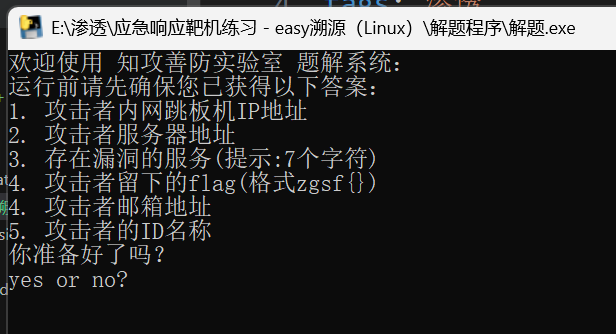 tags: 渗透
E:\渗透\应急响应靶机练习 - easy溯源（Linux）\解题程序\解题.exe
欢迎使用 知攻善防实验室 题解系统：
运行前请先确保您已获得以下答案：
1. 攻击者内网跳板机IP地址
2. 攻击者服务器地址
3. 存在漏洞的服务(提示:7个字符)
4. 攻击者留下的flag(格式zgsf{})
4. 攻击者邮箱地址
5. 攻击者的ID名称
你准备好了吗？
yes or no?